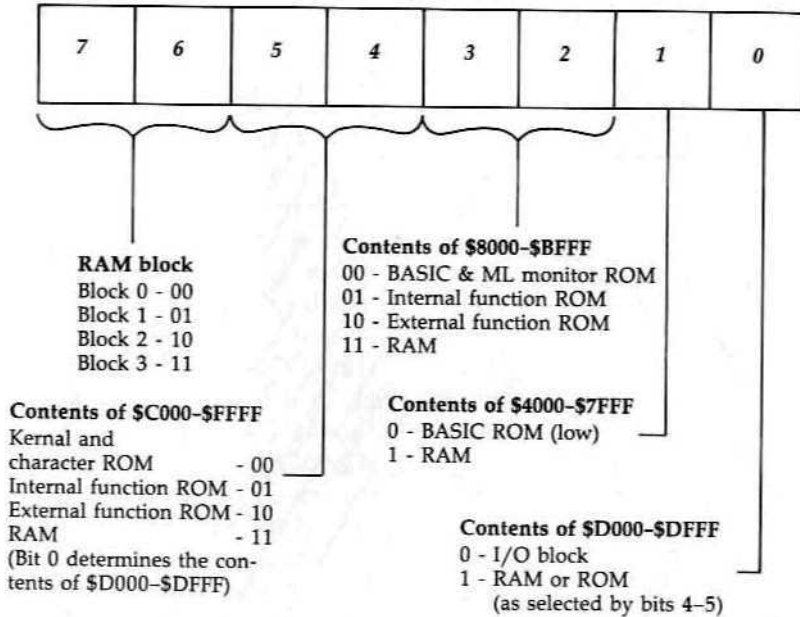 7 6 5 4 3 2 1 0
RAM block
Block 0 - 00
Block 1 - 01
Block 2 - 10
Block 3 - 11
Contents of $8000–$BFFF
00 - BASIC & ML monitor ROM
01 - Internal function ROM
10 - External function ROM
11 - RAM
Contents of $C000–$FFFF
Kernal and
character ROM - 00
Internal function ROM - 01
External function ROM - 10
RAM - 11
(Bit 0 determines the con-
tents of $D000–$DFFF)
Contents of $4000–$7FFF
0 - BASIC ROM (low)
1 - RAM
Contents of $D000–$DFFF
0 - I/O block
1 - RAM or ROM
(as selected by bits 4–5)